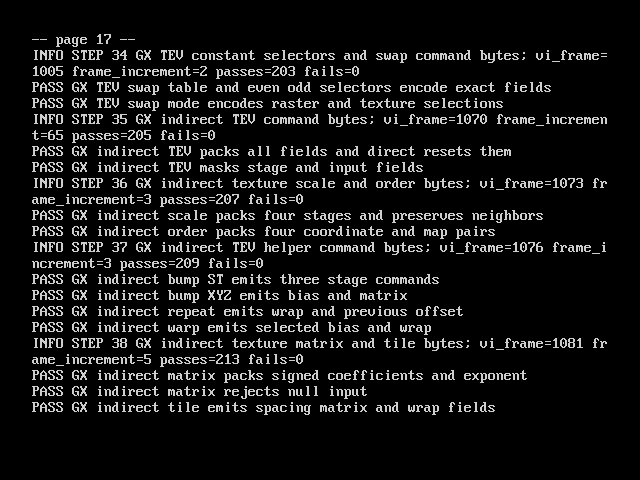 -- page 17 --
INFO STEP 34 GX TEV constant selectors and swap command bytes; vi_frame=
1005 frame_increment=2 passes=203 fails=0
PASS GX TEV swap table and even odd selectors encode exact fields
PASS GX TEV swap mode encodes raster and texture selections
INFO STEP 35 GX indirect TEV command bytes; vi_frame=1070 frame_incremen
t=65 passes=205 fails=0
PASS GX indirect TEV packs all fields and direct resets them
PASS GX indirect TEV masks stage and input fields
INFO STEP 36 GX indirect texture scale and order bytes; vi_frame=1073 fr
ame_increment=3 passes=207 fails=0
PASS GX indirect scale packs four stages and preserves neighbors
PASS GX indirect order packs four coordinate and map pairs
INFO STEP 37 GX indirect TEV helper command bytes; vi_frame=1076 frame_i
ncrement=3 passes=209 fails=0
PASS GX indirect bump ST emits three stage commands
PASS GX indirect bump XYZ emits bias and matrix
PASS GX indirect repeat emits wrap and previous offset
PASS GX indirect warp emits selected bias and wrap
INFO STEP 38 GX indirect texture matrix and tile bytes; vi_frame=1081 fr
ame_increment=5 passes=213 fails=0
PASS GX indirect matrix packs signed coefficients and exponent
PASS GX indirect matrix rejects null input
PASS GX indirect tile emits spacing matrix and wrap fields